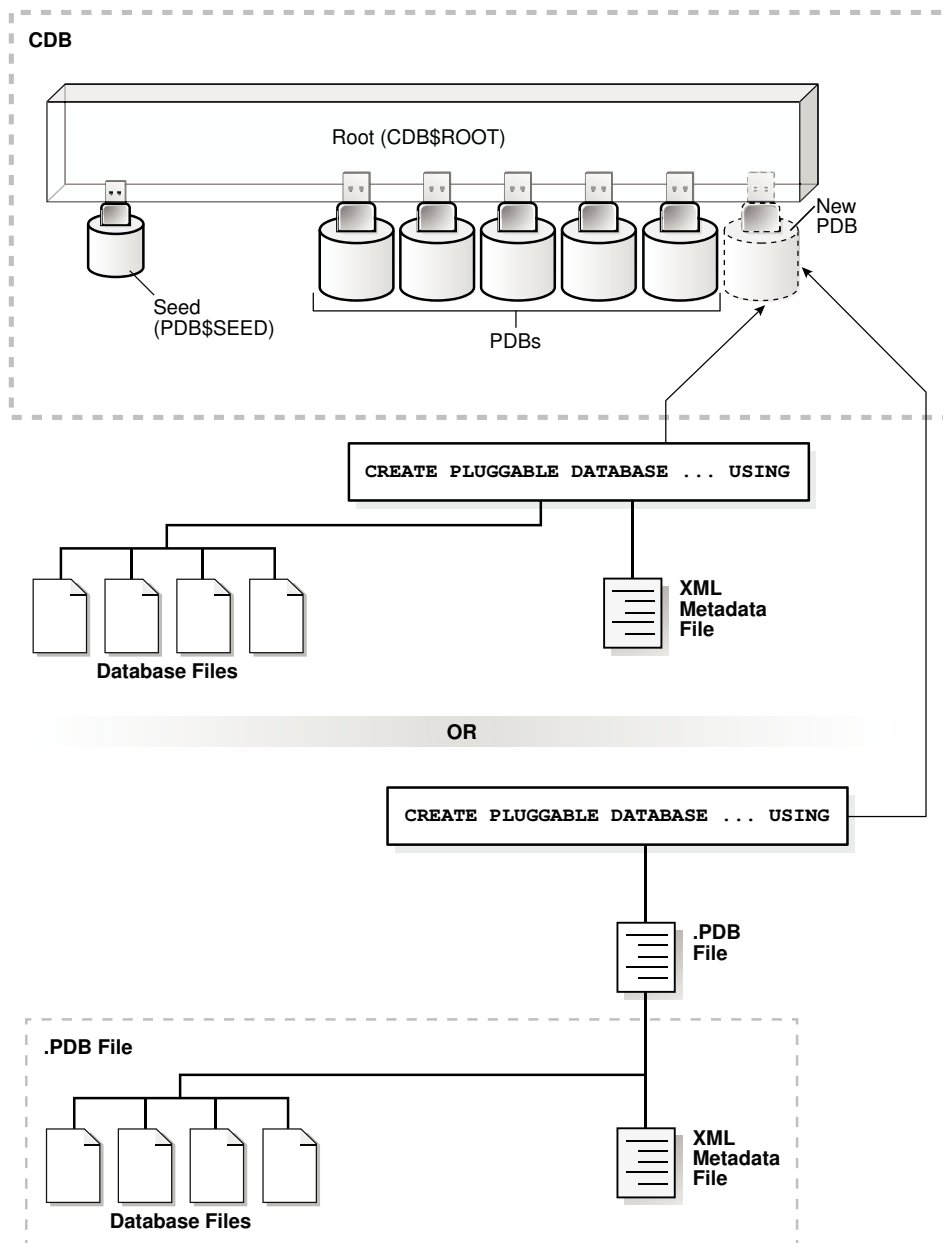 CDB
Root (CDB$ROOT)
New
PDB
Seed
(PDB$SEED)
PDBs
CREATE PLUGGABLE DATABASE ... USING
XML
Metadata
File
Database Files
OR
CREATE PLUGGABLE DATABASE ... USING
.PDB
File
.PDB File
XML
Metadata
File
Database Files